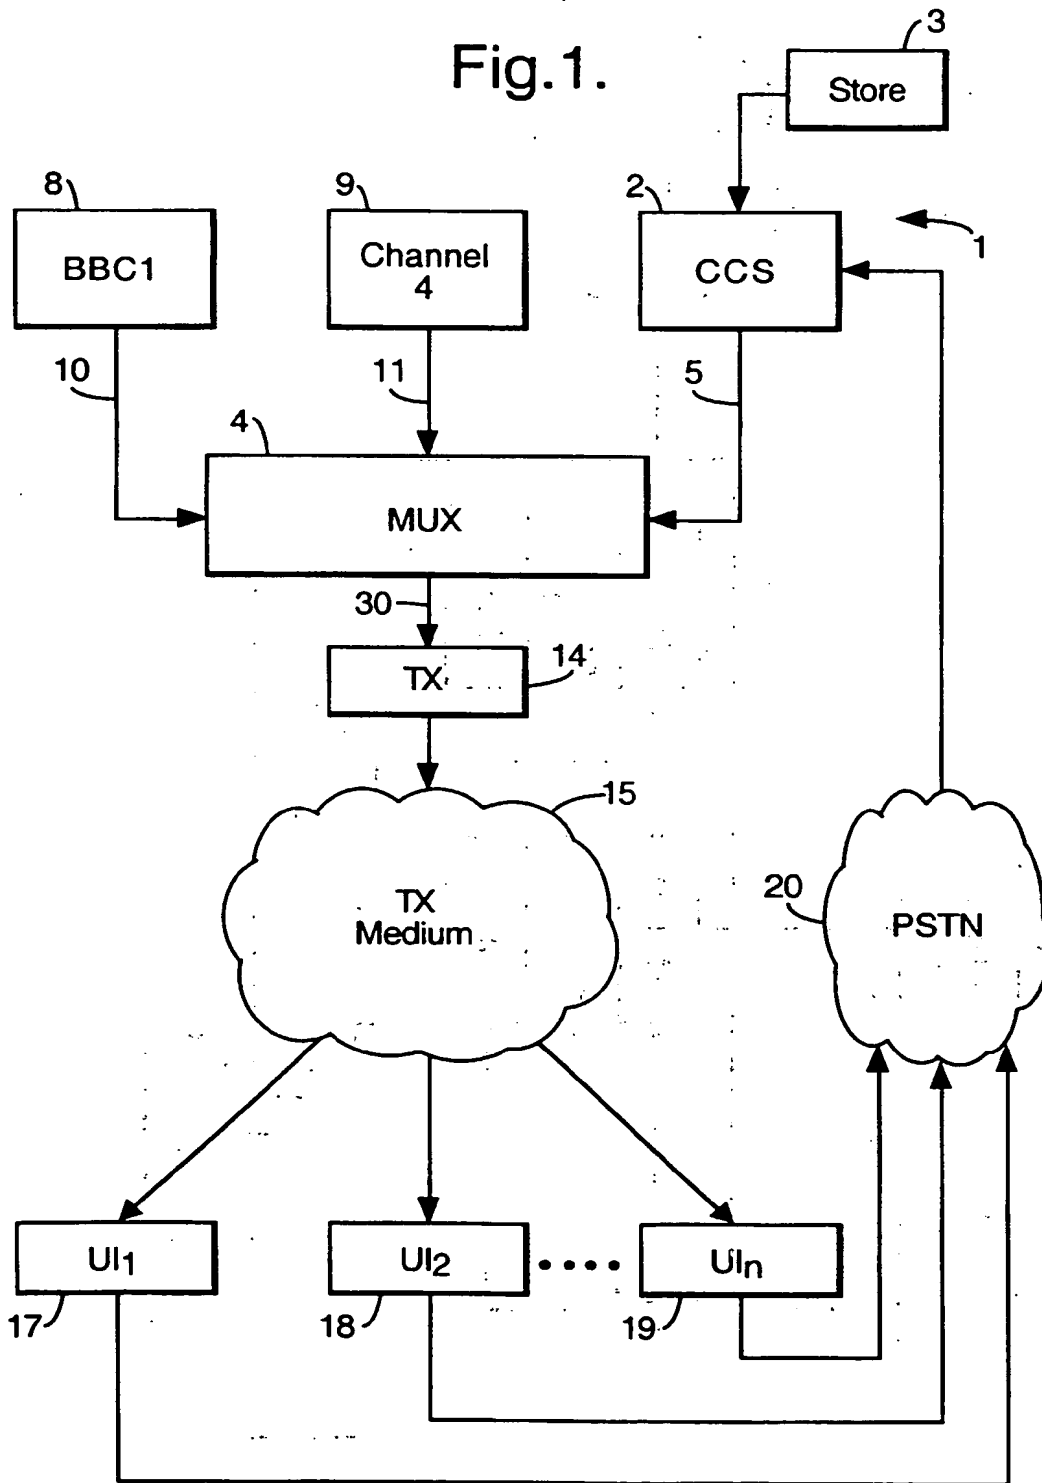 Fig.1.
3
Store
8
9
2
1
BBC1
Channel
4
CCS
10
11
5
4
MUX
30
TX
14
15
TX
Medium
20
PSTN
UI1
UI2
UIn
17
18
19